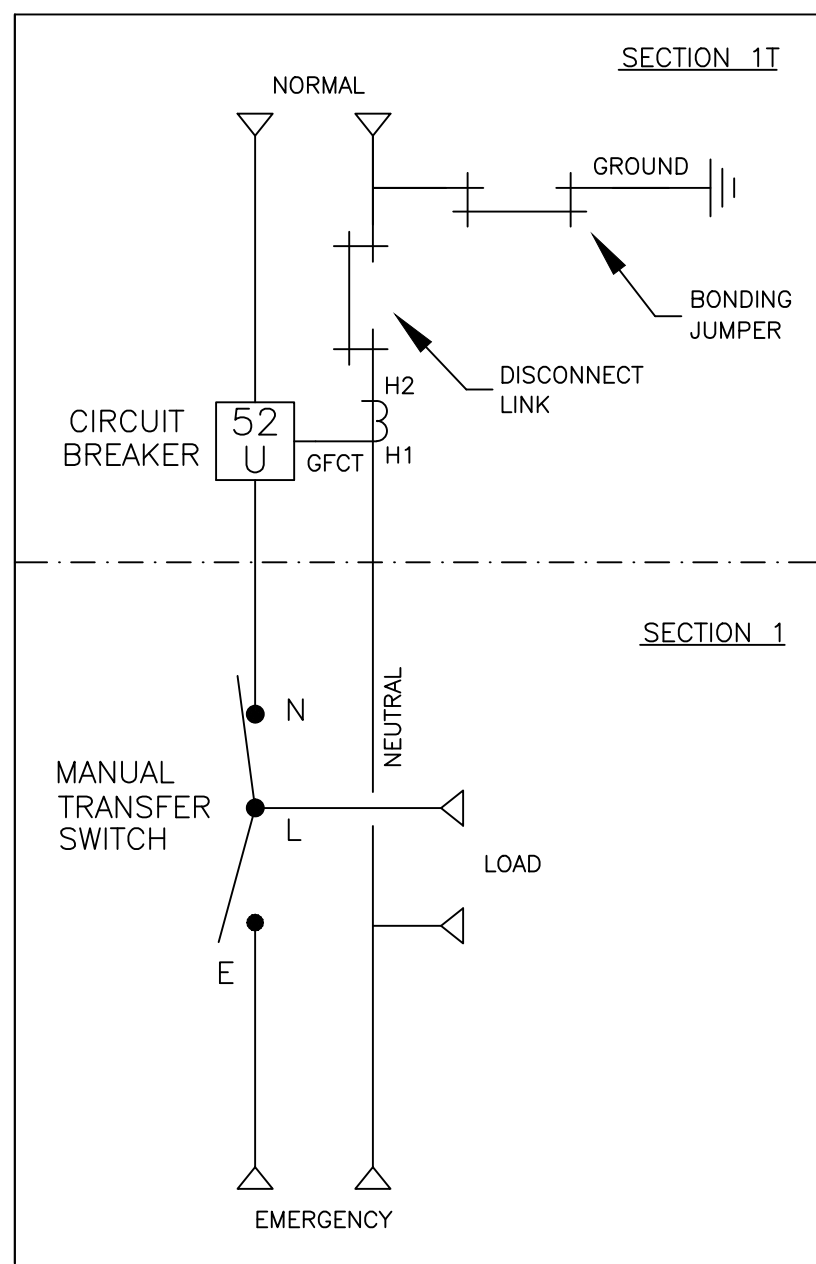 SECTION 1T
NORMAL
GROUND
BONDING
JUMPER
DISCONNECT
LINK
H2
CIRCUIT
BREAKER
52
U
GFCT
H1
SECTION 1
NEUTRAL
N
MANUAL
TRANSFER
SWITCH
L
LOAD
E
EMERGENCY